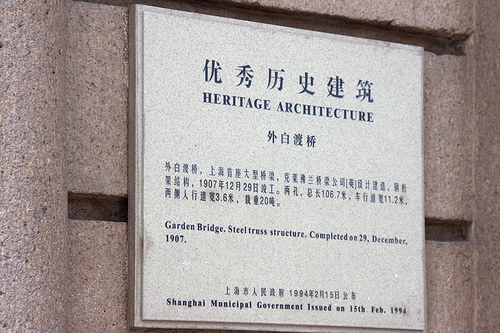 优秀历史建筑
HERITAGE ARCHITECTURE
外白渡桥
外白渡桥，上海首座大型桥梁，克莱佛兰桥梁公司[英]设计建造，钢桁
架结构，1907年12月29日竣工。两孔，总长106.7米，车行道宽11.2米，
两侧人行道宽3.6米，载重20吨。
Garden Bridge. Steel truss structure. Completed on 29, December,
1907.
上海市人民政府 1994年2月15日公布
Shanghai Municipal Government Issued on 15th Feb. 1994